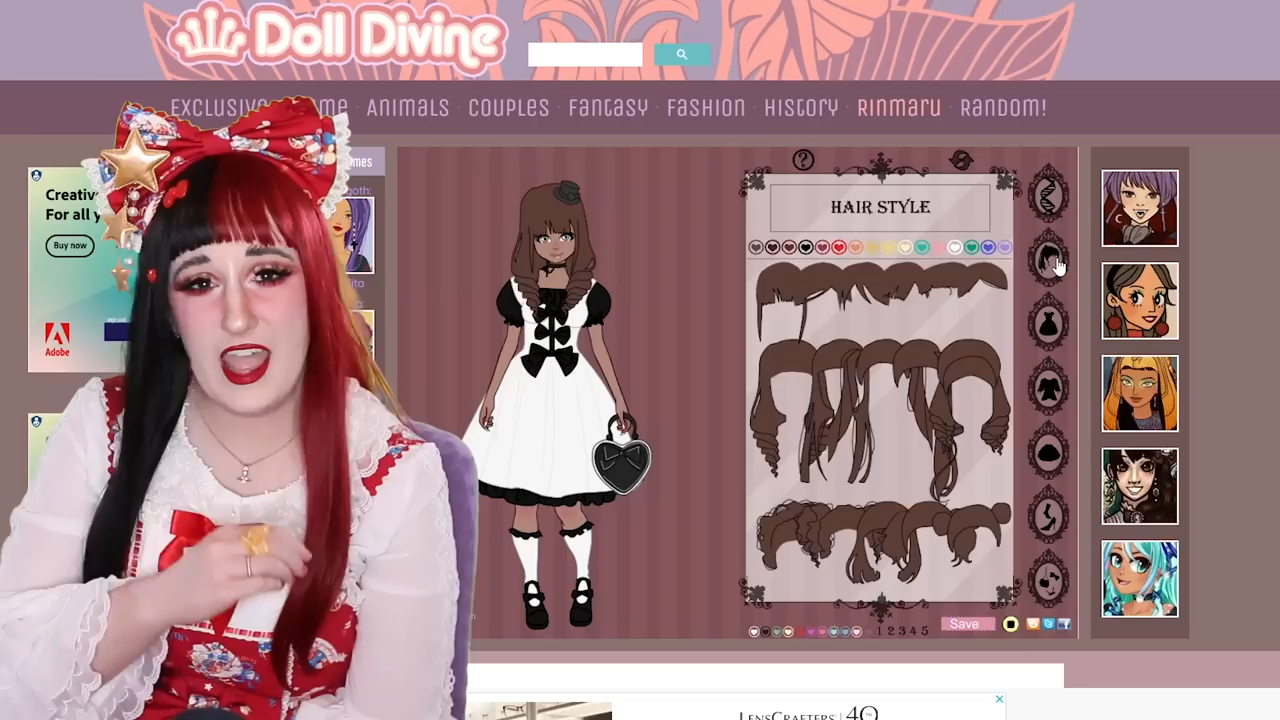 Doll Divine
EXCLUSIVE
ANIMALS · COUPLES · FANTASY · FASHION · HISTORY · RINMARU · RANDOM!
Creativ
For all y
Buy now
Adobe
goth:
HAIR STYLE
?
1 2 3 4 5
Save
LENSCRAFTERS | 40